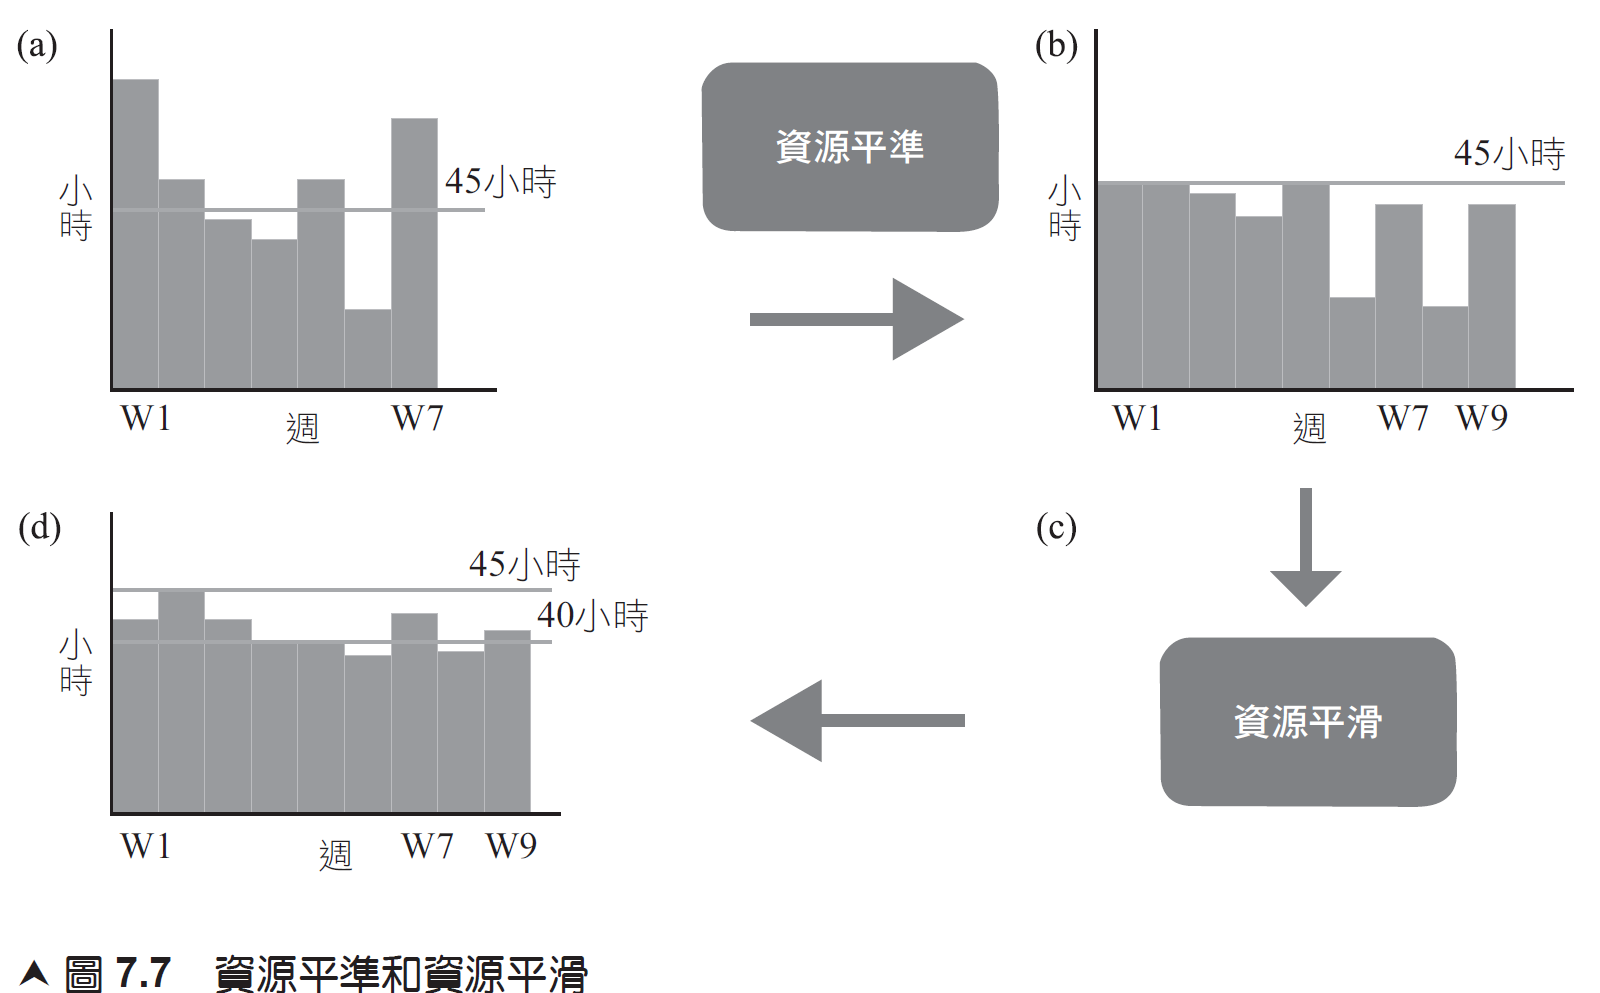 (a)
小時
45小時
W1
週
W7
資源平準
(b)
小時
45小時
W1
週
W7
W9
(c)
資源平滑
(d)
小時
45小時
40小時
W1
週
W7
W9
圖 7.7 資源平準和資源平滑